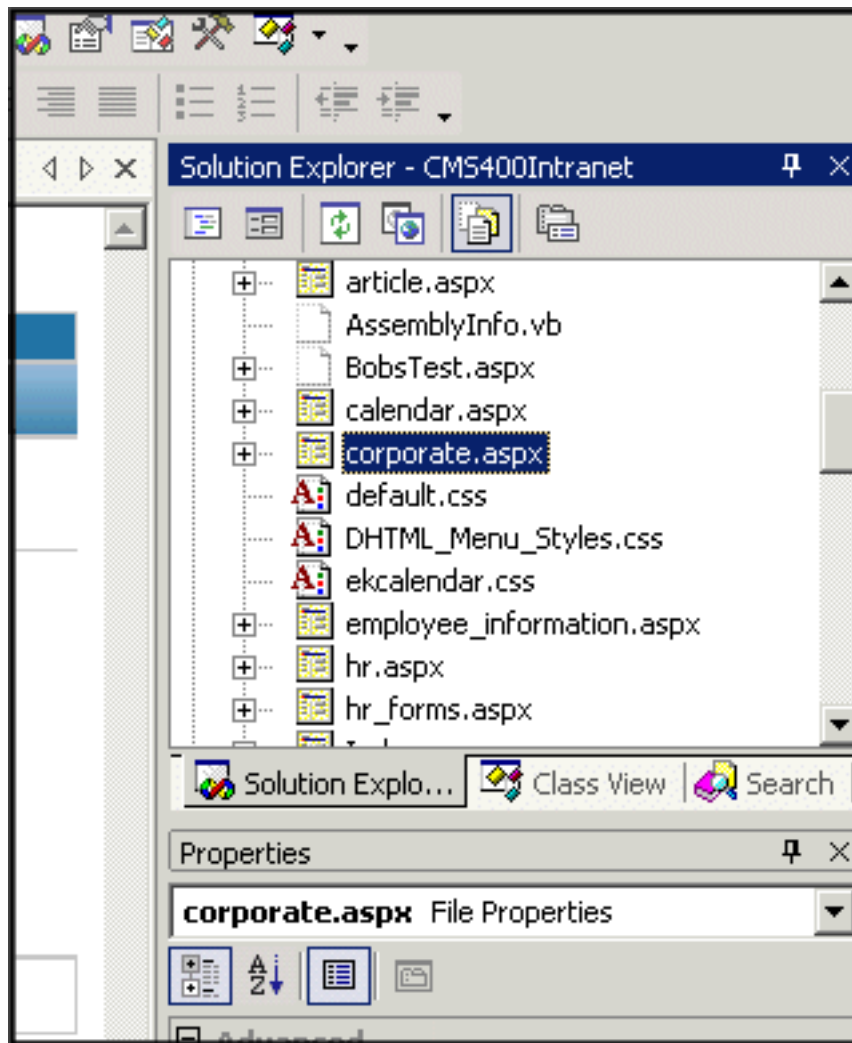 Solution Explorer - CMS400Intranet
article.aspx
AssemblyInfo.vb
BobsTest.aspx
calendar.aspx
corporate.aspx
default.css
DHTML_Menu_Styles.css
ekcalendar.css
employee_information.aspx
hr.aspx
hr_forms.aspx
Solution Explo... Class View Search
Properties
corporate.aspx File Properties
Advanced